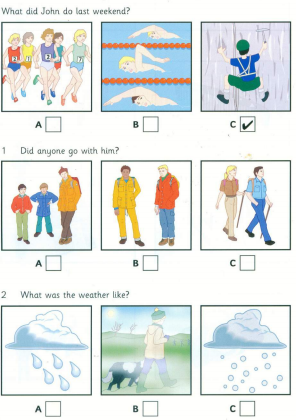 What did John do last weekend?
A B C ✓
1 Did anyone go with him?
A B C
2 What was the weather like?
A B C